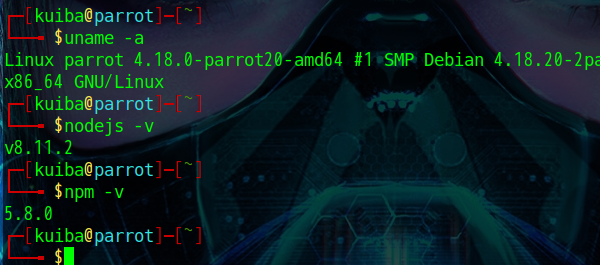 ┌─[kuiba@parrot]─[~]
└──╼ $uname -a
Linux parrot 4.18.0-parrot20-amd64 #1 SMP Debian 4.18.20-2pa
x86_64 GNU/Linux
┌─[kuiba@parrot]─[~]
└──╼ $nodejs -v
v8.11.2
┌─[kuiba@parrot]─[~]
└──╼ $npm -v
5.8.0
┌─[kuiba@parrot]─[~]
└──╼ $